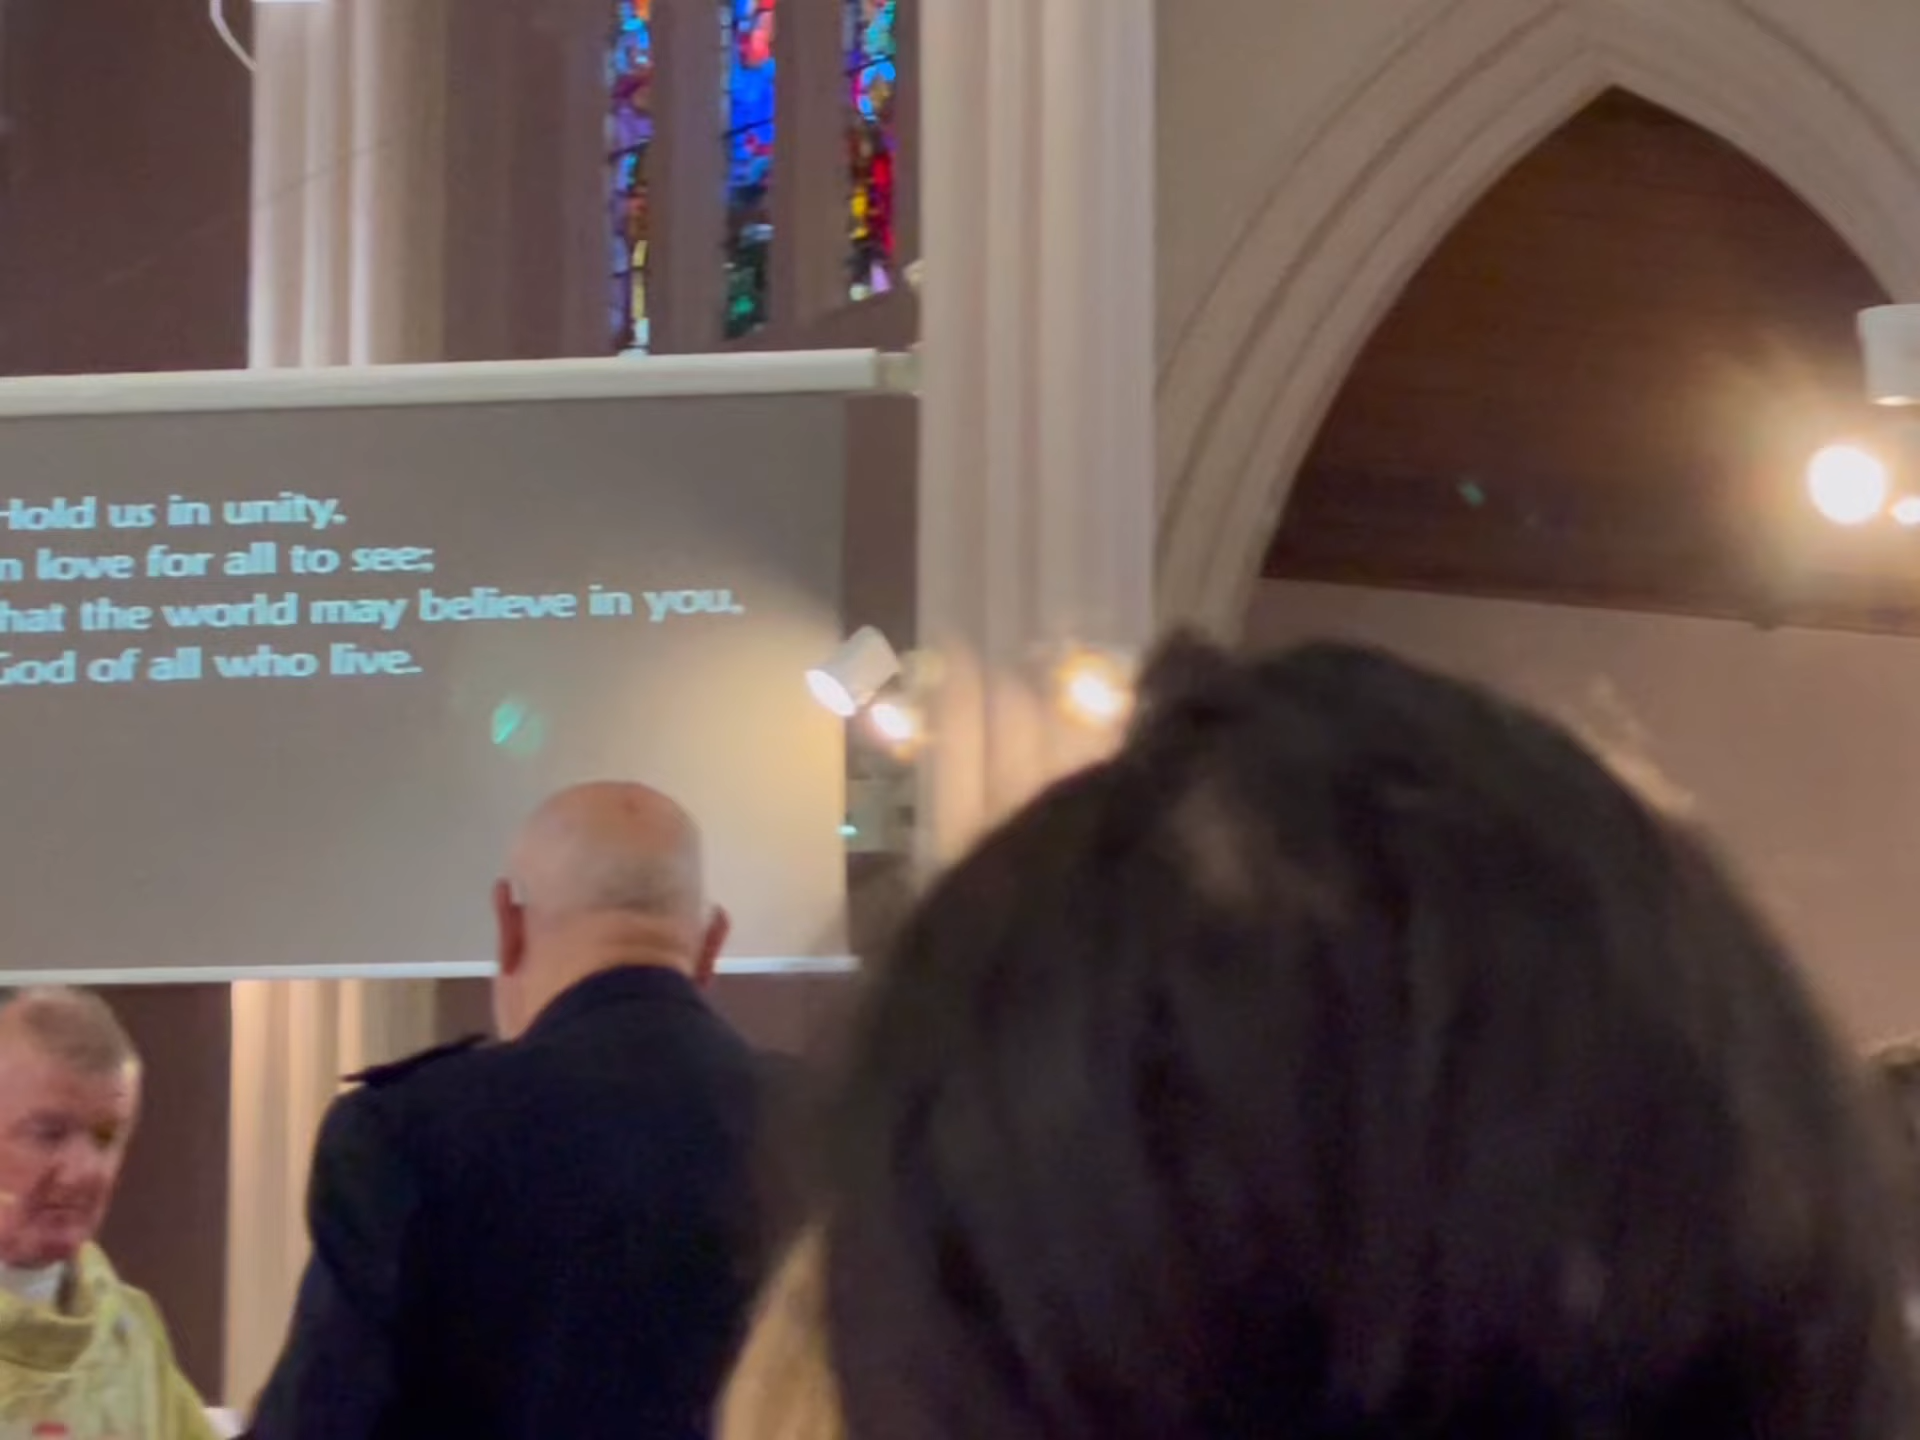 Hold us in unity.
n love for all to see;
hat the world may believe in you,
God of all who live.